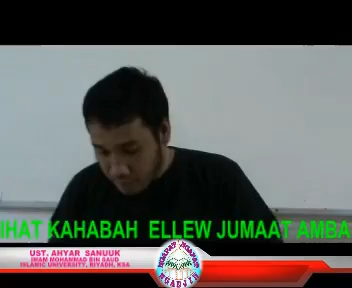 IHAT KAHABAH ELLEW JUMAAT AMBA
UST. AHYAR SANUUK
IMAM MOHAMMAD BIN SAUD
ISLAMIC UNIVERSITY, RIYADH, KSA